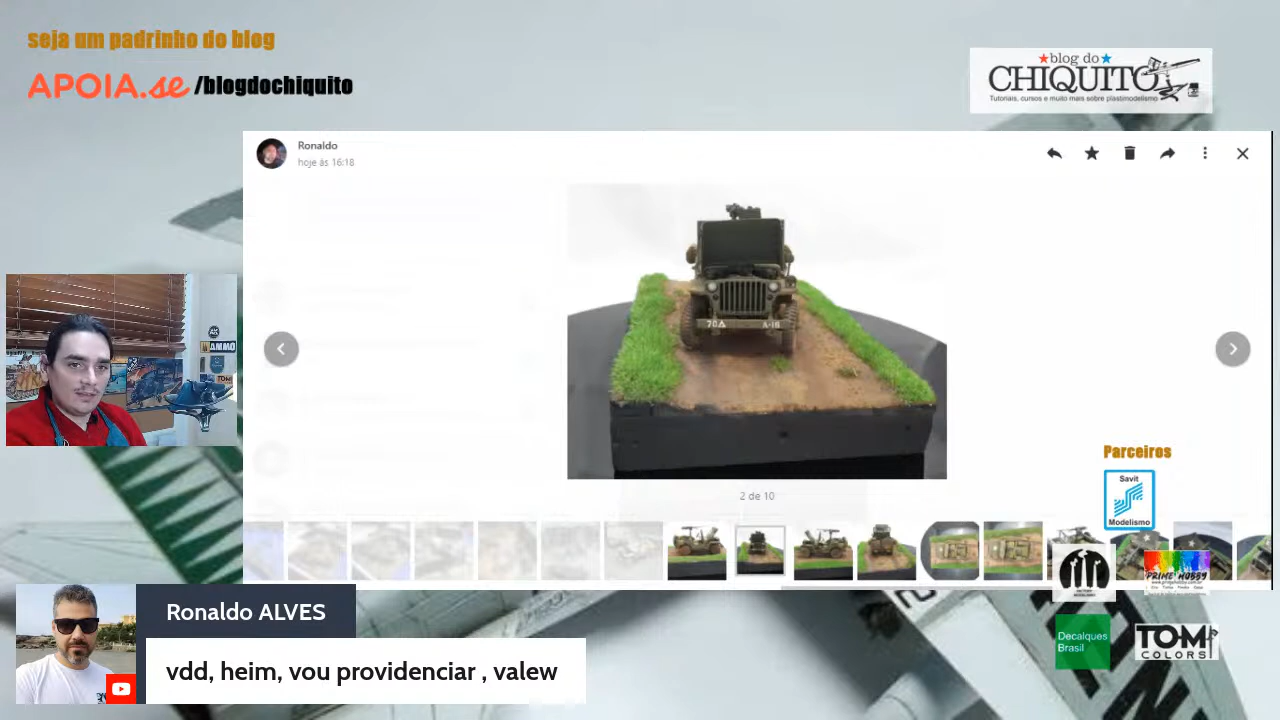 seja um padrinho do blog
APOIA.se /blogdochiquito
blog do
CHIQUITO
Tutoriais, cursos e muito mais sobre plastimodelismo
Ronaldo
hoje às 16:18
70
A-16
AMMO
TOM
2 de 10
Parceiros
Savit
Modelismo
PRIME HOBBY
Decalques
Brasil
TOM
COLORS
Ronaldo ALVES
vdd, heim, vou providenciar , valew